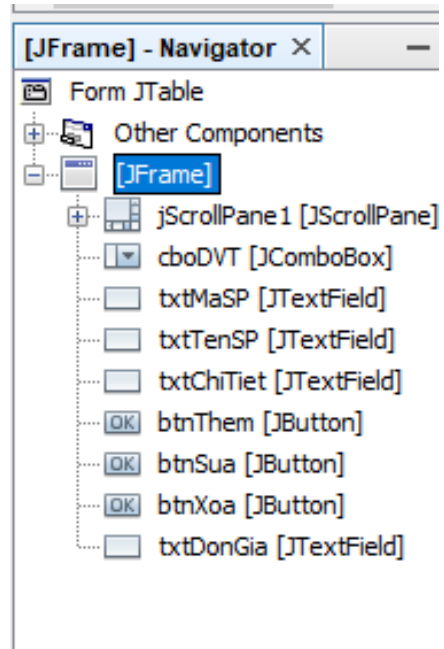 [JFrame] - Navigator ×
Form JTable
Other Components
[JFrame]
jScrollPane1 [JScrollPane]
cboDVT [JComboBox]
txtMaSP [JTextField]
txtTenSP [JTextField]
txtChiTiet [JTextField]
OK btnThem [JButton]
OK btnSua [JButton]
OK btnXoa [JButton]
txtDonGia [JTextField]